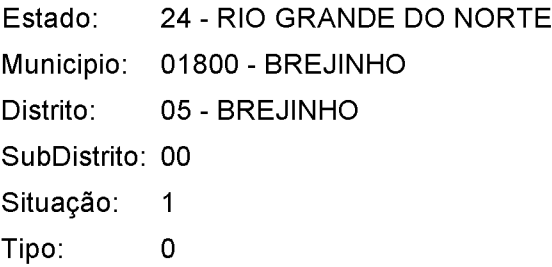 Estado: 24 - RIO GRANDE DO NORTE
Municipio: 01800 - BREJINHO
Distrito: 05 - BREJINHO
SubDistrito: 00
Situação: 1
Tipo: 0